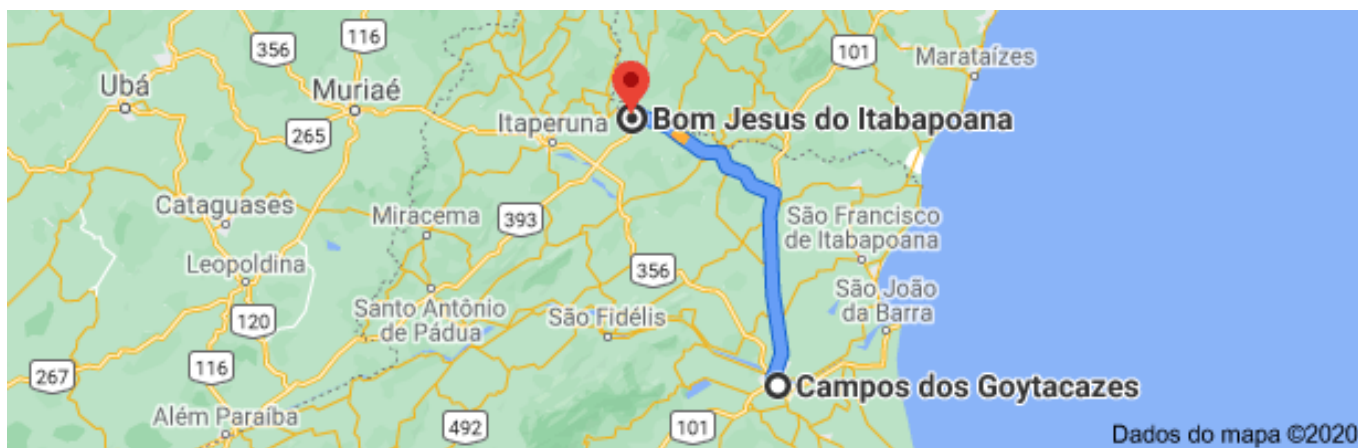 116
356
101
Marataízes
Ubá
Muriaé
Itaperuna
Bom Jesus do Itabapoana
265
Cataguases
Miracema
393
São Francisco
de Itabapoana
Leopoldina
356
São João
da Barra
Santo Antônio
de Pádua
São Fidélis
120
116
267
Campos dos Goytacazes
Além Paraíba
492
101
Dados do mapa ©2020